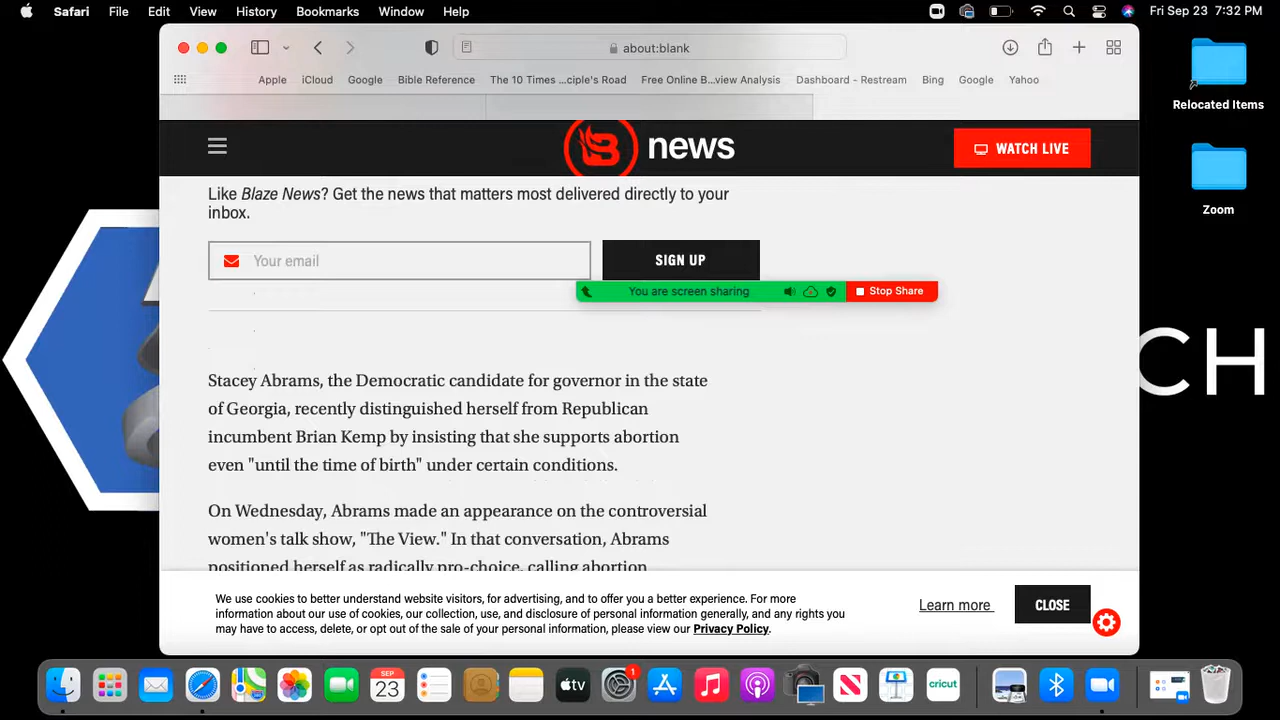 Safari File Edit View History Bookmarks Window Help Fri Sep 23 7:32 PM
about:blank
Apple iCloud Google Bible Reference The 10 Times ...ciple's Road Free Online B...view Analysis Dashboard - Restream Bing Google Yahoo
Relocated Items
B news
WATCH LIVE
Like Blaze News? Get the news that matters most delivered directly to your
inbox.
Zoom
Your email
SIGN UP
You are screen sharing
Stop Share
CH
Stacey Abrams, the Democratic candidate for governor in the state
of Georgia, recently distinguished herself from Republican
incumbent Brian Kemp by insisting that she supports abortion
even "until the time of birth" under certain conditions.
On Wednesday, Abrams made an appearance on the controversial
women's talk show, "The View." In that conversation, Abrams
positioned herself as radically pro-choice, calling abortion
We use cookies to better understand website visitors, for advertising, and to offer you a better experience. For more
information about our use of cookies, our collection, use, and disclosure of personal information generally, and any rights you
may have to access, delete, or opt out of the sale of your personal information, please view our Privacy Policy.
Learn more
CLOSE
SEP
23
tv
1
cricut